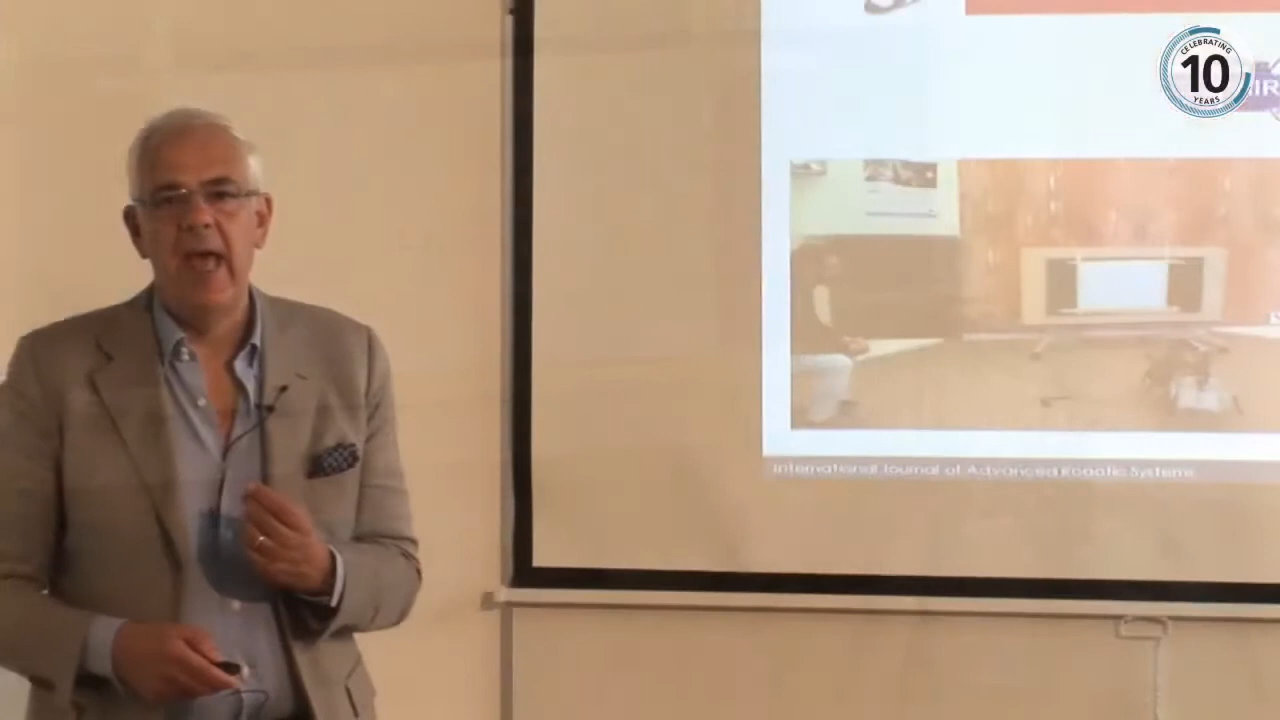 CELEBRATING
10
YEARS
International Journal of Advanced Robotic Systems